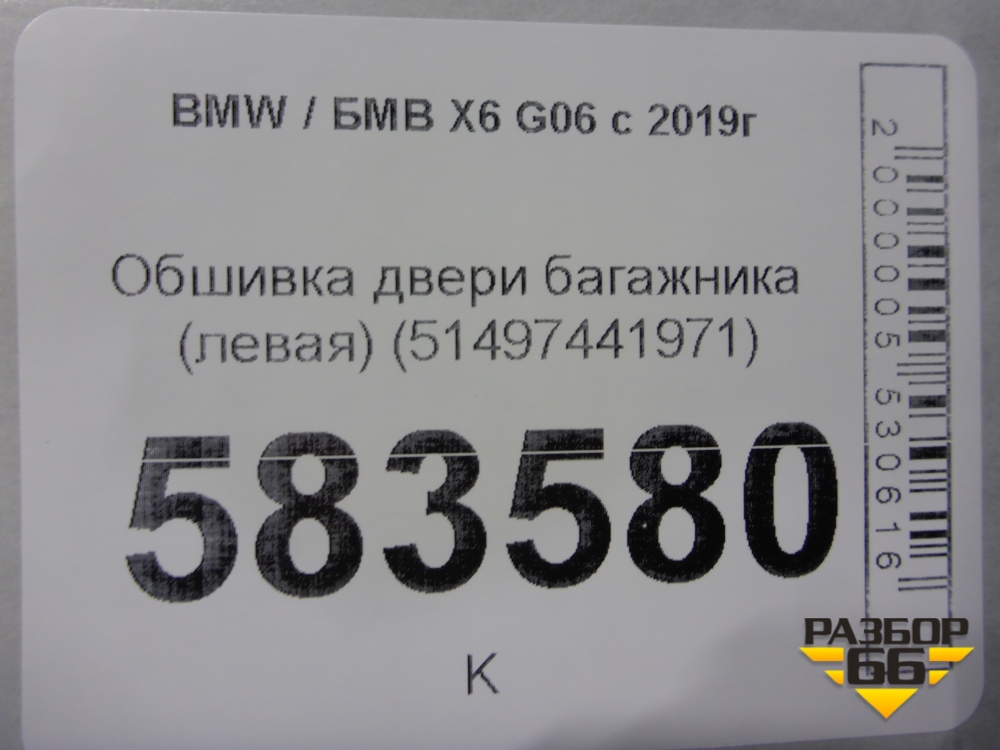 BMW / БМВ X6 G06 с 2019г
Обшивка двери багажника
(левая) (51497441971)
583580
К
2000005530616
РАЗБОР
66